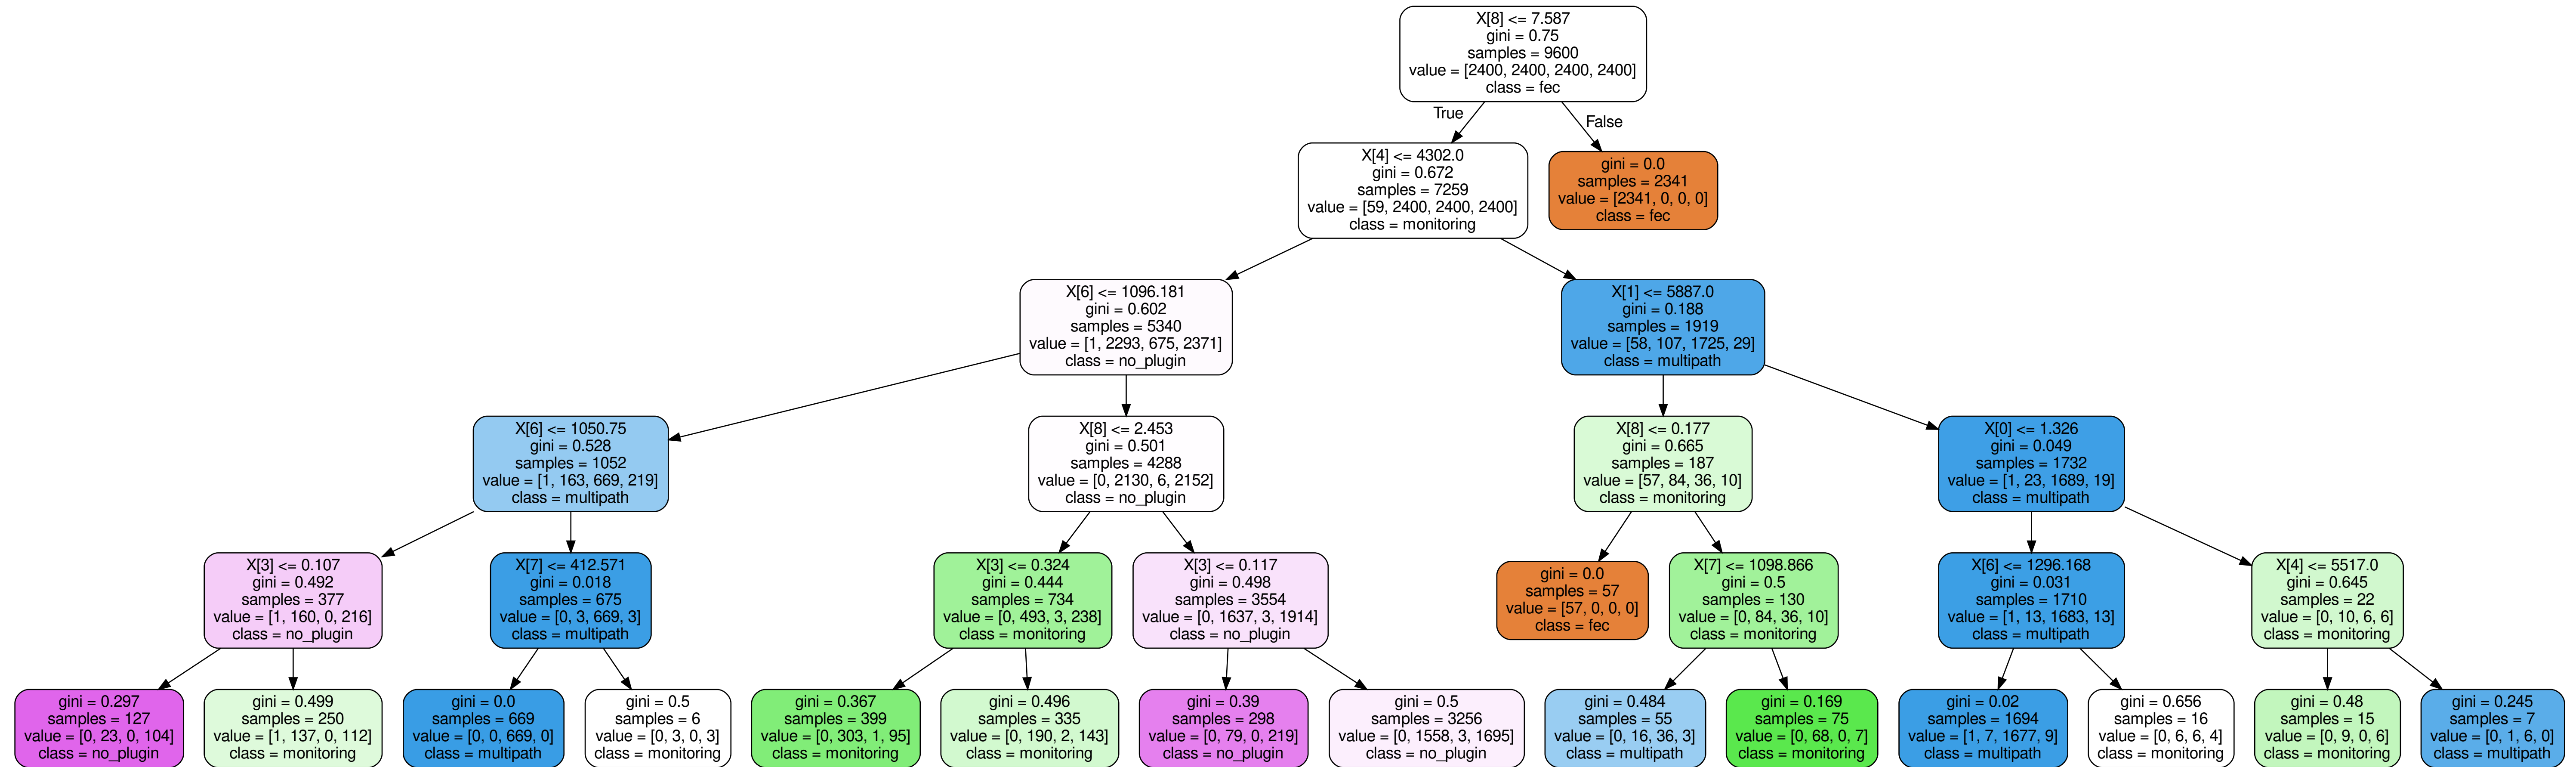 X[8] <= 7.587
gini = 0.75
samples = 9600
value = [2400, 2400, 2400, 2400]
class = fec
True
False
X[4] <= 4302.0
gini = 0.672
samples = 7259
value = [59, 2400, 2400, 2400]
class = monitoring
gini = 0.0
samples = 2341
value = [2341, 0, 0, 0]
class = fec
X[6] <= 1096.181
gini = 0.602
samples = 5340
value = [1, 2293, 675, 2371]
class = no_plugin
X[1] <= 5887.0
gini = 0.188
samples = 1919
value = [58, 107, 1725, 29]
class = multipath
X[6] <= 1050.75
gini = 0.528
samples = 1052
value = [1, 163, 669, 219]
class = multipath
X[8] <= 2.453
gini = 0.501
samples = 4288
value = [0, 2130, 6, 2152]
class = no_plugin
X[8] <= 0.177
gini = 0.665
samples = 187
value = [57, 84, 36, 10]
class = monitoring
X[0] <= 1.326
gini = 0.049
samples = 1732
value = [1, 23, 1689, 19]
class = multipath
X[3] <= 0.107
gini = 0.492
samples = 377
value = [1, 160, 0, 216]
class = no_plugin
X[7] <= 412.571
gini = 0.018
samples = 675
value = [0, 3, 669, 3]
class = multipath
X[3] <= 0.324
gini = 0.444
samples = 734
value = [0, 493, 3, 238]
class = monitoring
X[3] <= 0.117
gini = 0.498
samples = 3554
value = [0, 1637, 3, 1914]
class = no_plugin
gini = 0.0
samples = 57
value = [57, 0, 0, 0]
class = fec
X[7] <= 1098.866
gini = 0.5
samples = 130
value = [0, 84, 36, 10]
class = monitoring
X[6] <= 1296.168
gini = 0.031
samples = 1710
value = [1, 13, 1683, 13]
class = multipath
X[4] <= 5517.0
gini = 0.645
samples = 22
value = [0, 10, 6, 6]
class = monitoring
gini = 0.297
samples = 127
value = [0, 23, 0, 104]
class = no_plugin
gini = 0.499
samples = 250
value = [1, 137, 0, 112]
class = monitoring
gini = 0.0
samples = 669
value = [0, 0, 669, 0]
class = multipath
gini = 0.5
samples = 6
value = [0, 3, 0, 3]
class = monitoring
gini = 0.367
samples = 399
value = [0, 303, 1, 95]
class = monitoring
gini = 0.496
samples = 335
value = [0, 190, 2, 143]
class = monitoring
gini = 0.39
samples = 298
value = [0, 79, 0, 219]
class = no_plugin
gini = 0.5
samples = 3256
value = [0, 1558, 3, 1695]
class = no_plugin
gini = 0.484
samples = 55
value = [0, 16, 36, 3]
class = multipath
gini = 0.169
samples = 75
value = [0, 68, 0, 7]
class = monitoring
gini = 0.02
samples = 1694
value = [1, 7, 1677, 9]
class = multipath
gini = 0.656
samples = 16
value = [0, 6, 6, 4]
class = monitoring
gini = 0.48
samples = 15
value = [0, 9, 0, 6]
class = monitoring
gini = 0.245
samples = 7
value = [0, 1, 6, 0]
class = multipath